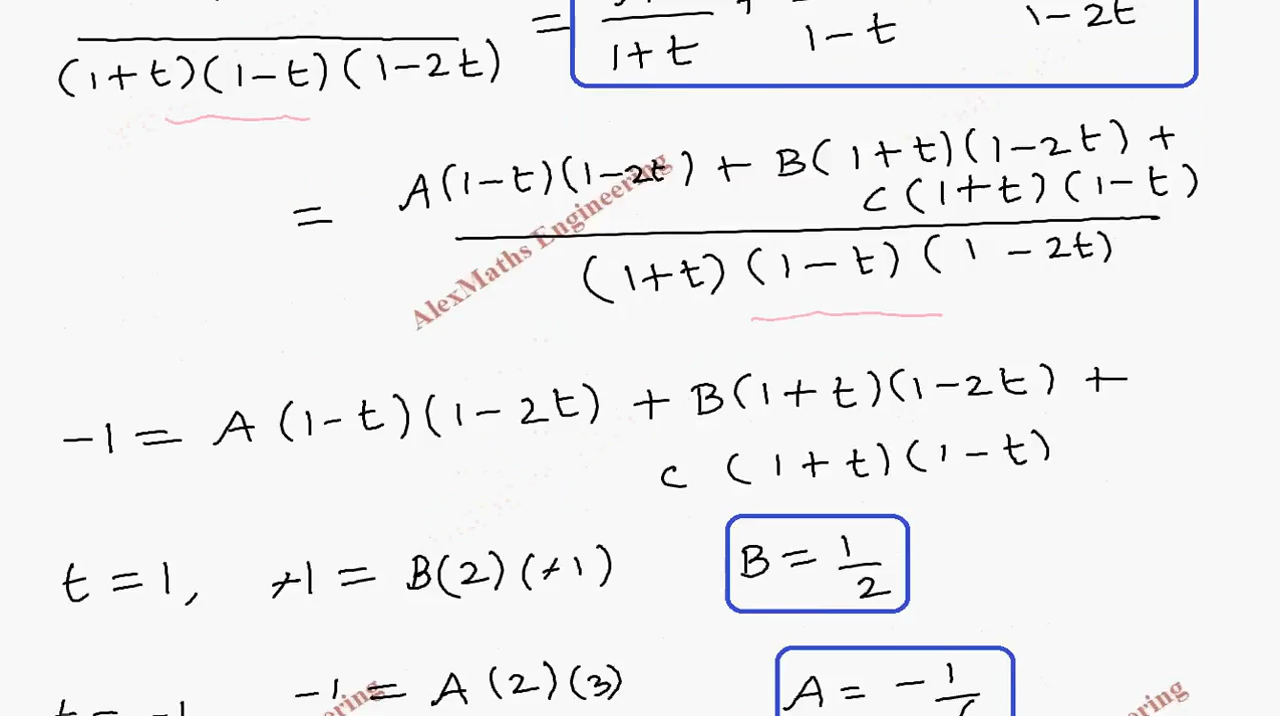 =
1+t 1-t 1-2t
(1+t)(1-t)(1-2t)
A(1-t)(1-2t) + B(1+t)(1-2t) +
= C(1+t)(1-t)
(1+t)(1-t)(1-2t)
AlexMaths Engineering
-1 = A(1-t)(1-2t) + B(1+t)(1-2t) +
C(1+t)(1-t)
t=1, -1 = B(2)(-1) B = 1/2
-1 = A(2)(3) A = -1/
t = -1